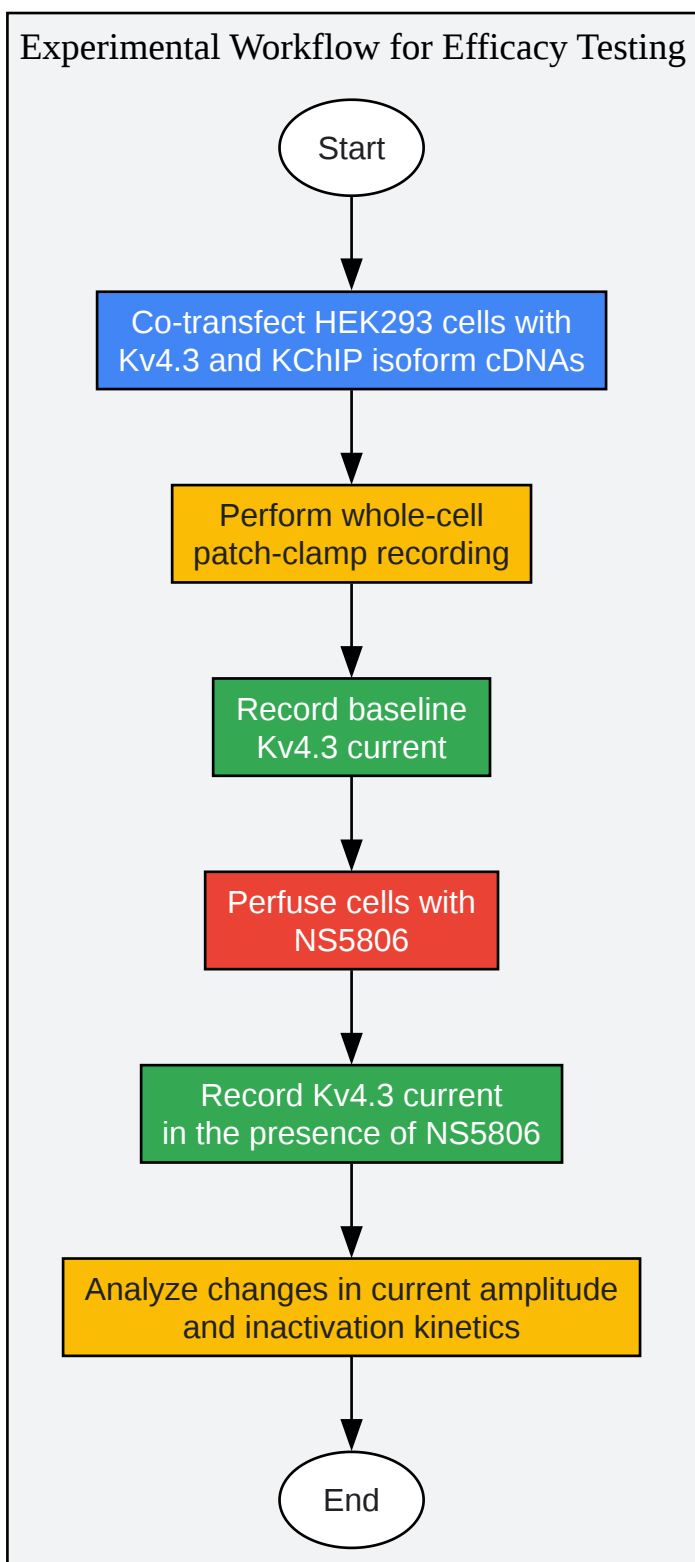 Experimental Workflow for Efficacy Testing
Start
Co-transfect HEK293 cells with
Kv4.3 and KChIP isoform cDNAs
Perform whole-cell
patch-clamp recording
Record baseline
Kv4.3 current
Perfuse cells with
NS5806
Record Kv4.3 current
in the presence of NS5806
Analyze changes in current amplitude
and inactivation kinetics
End